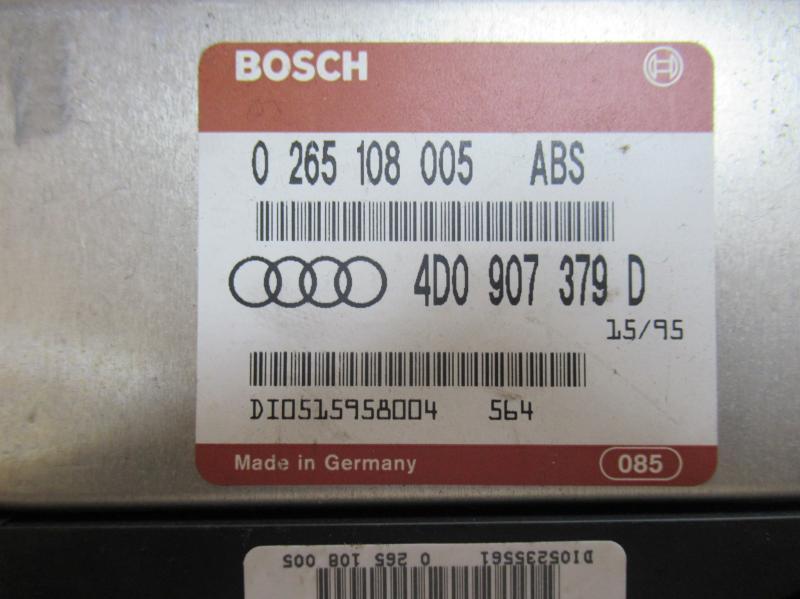 BOSCH
0 265 108 005 ABS
4D0 907 379 D
15/95
DI0515958004 564
Made in Germany 085
DI05235561 0 265 108 005